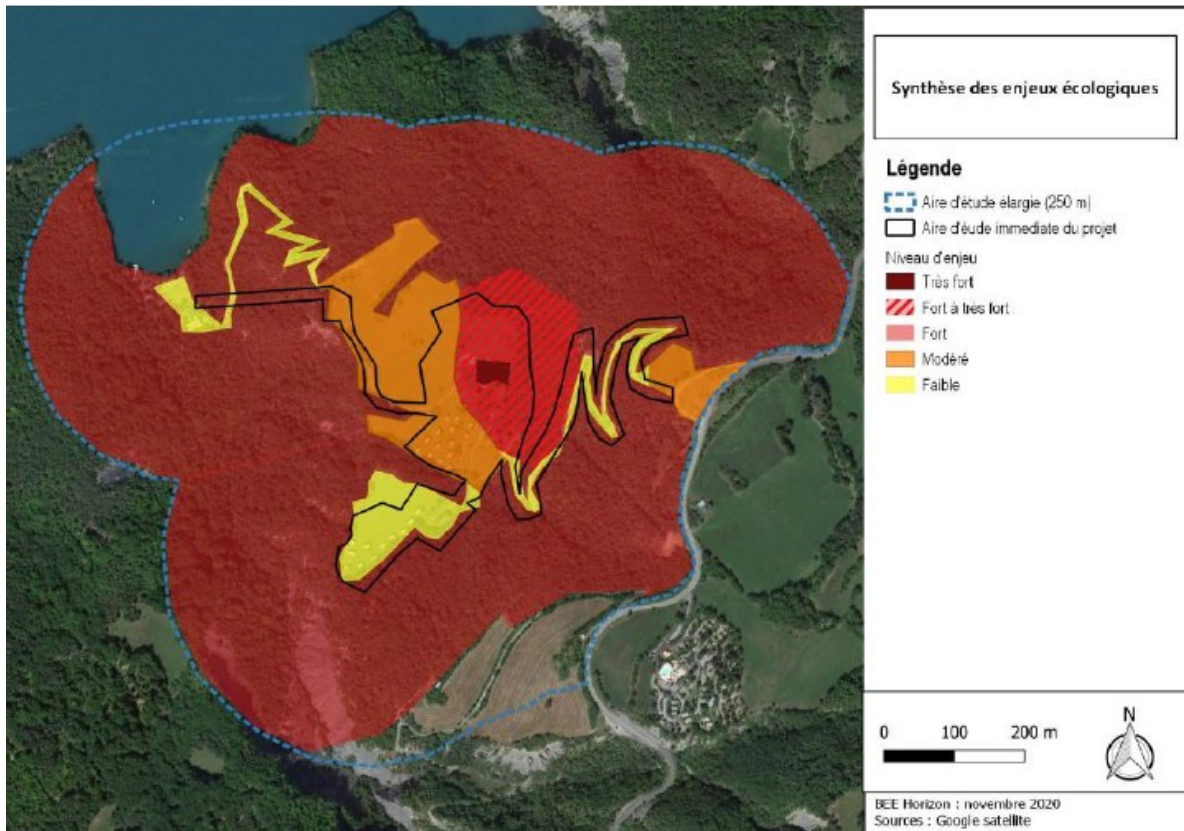 Synthèse des enjeux écologiques
Légende
Aire d'étude élargie (250 m)
Aire d'éude immediate du projet
Niveau d'enjeu
Très fort
Fort à très fort
Fort
Modéré
Faible
0 100 200 m
N
BEE Horizon : novembre 2020
Sources : Google satellite